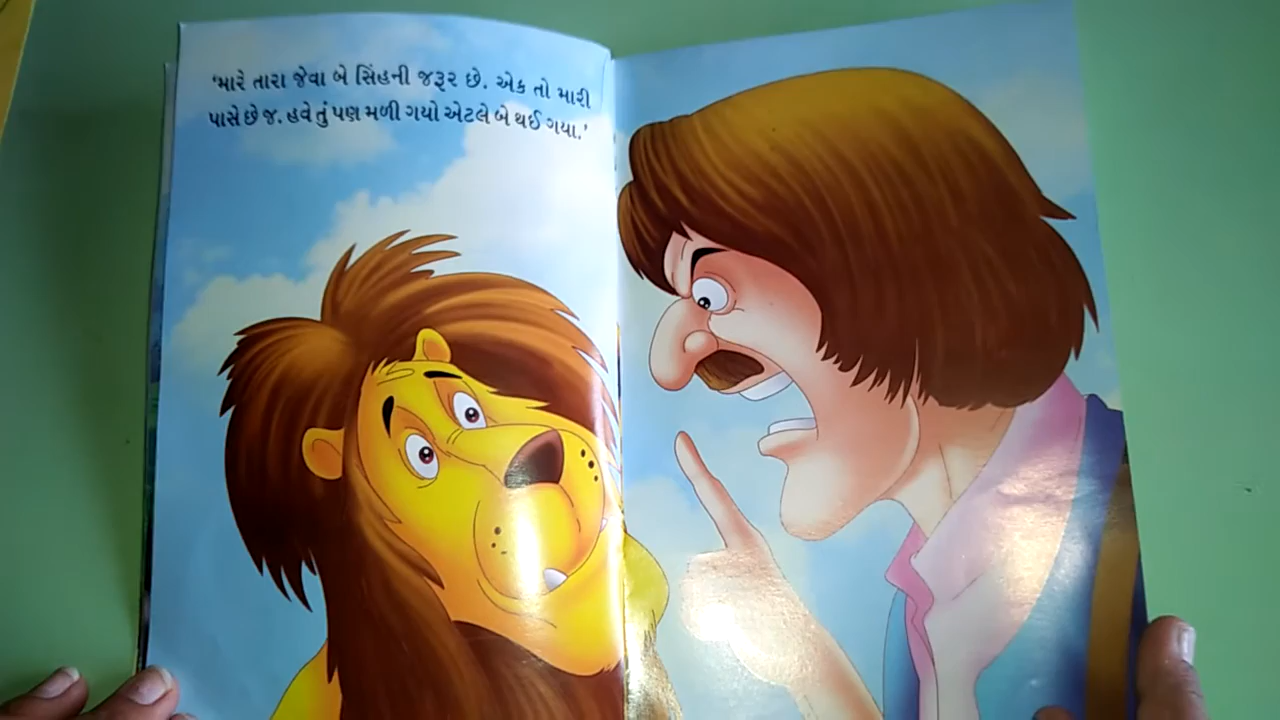 ‘મારે તારા જેવા બે સિંહની જરૂર છે. એક તો મારી
પાસે છે જ. હવે તું પણ મળી ગયો એટલે બે થઈ ગયા.’